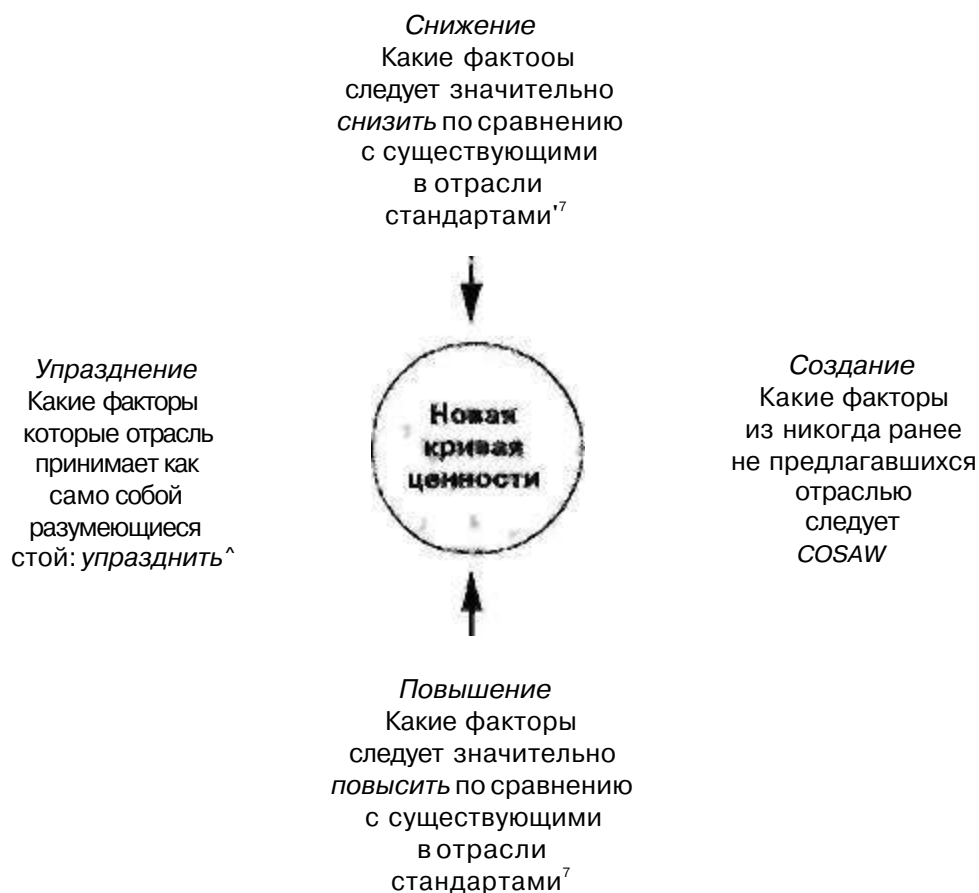 Снижение
Какие фактооы
следует значительно
снизить по сравнению
с существующими
в отрасли
стандартами'7
Упразднение
Какие факторы
которые отрасль
принимает как
само собой
разумеющиеся
стой: упразднить^
Новая
кривая
ценности
Создание
Какие факторы
из никогда ранее
не предлагавшихся
отраслью
следует
COSAW
Повышение
Какие факторы
следует значительно
повысить по сравнению
с существующими
в отрасли
стандартами7